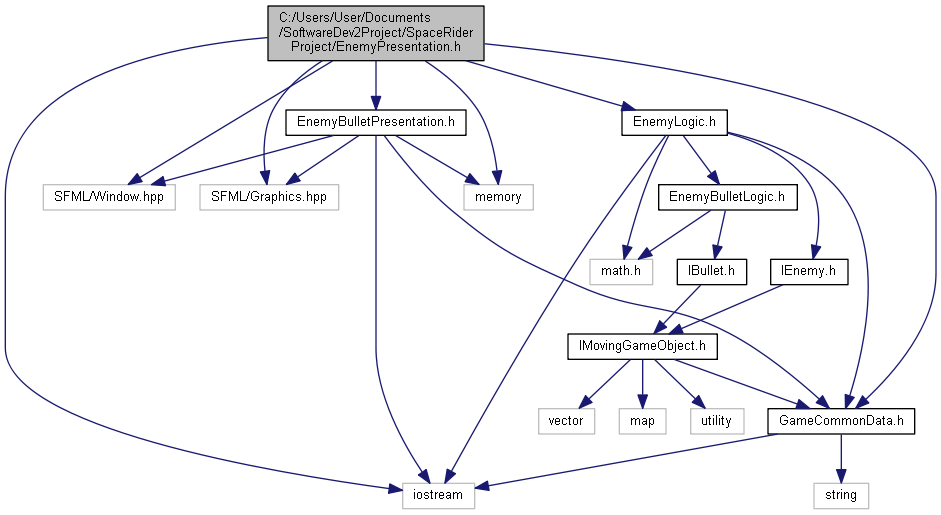 C:/Users/User/Documents
/SoftwareDev2Project/SpaceRider
Project/EnemyPresentation.h
EnemyBulletPresentation.h
EnemyLogic.h
SFML/Window.hpp
SFML/Graphics.hpp
memory
EnemyBulletLogic.h
math.h
IBullet.h
IEnemy.h
IMovingGameObject.h
vector
map
utility
GameCommonData.h
iostream
string